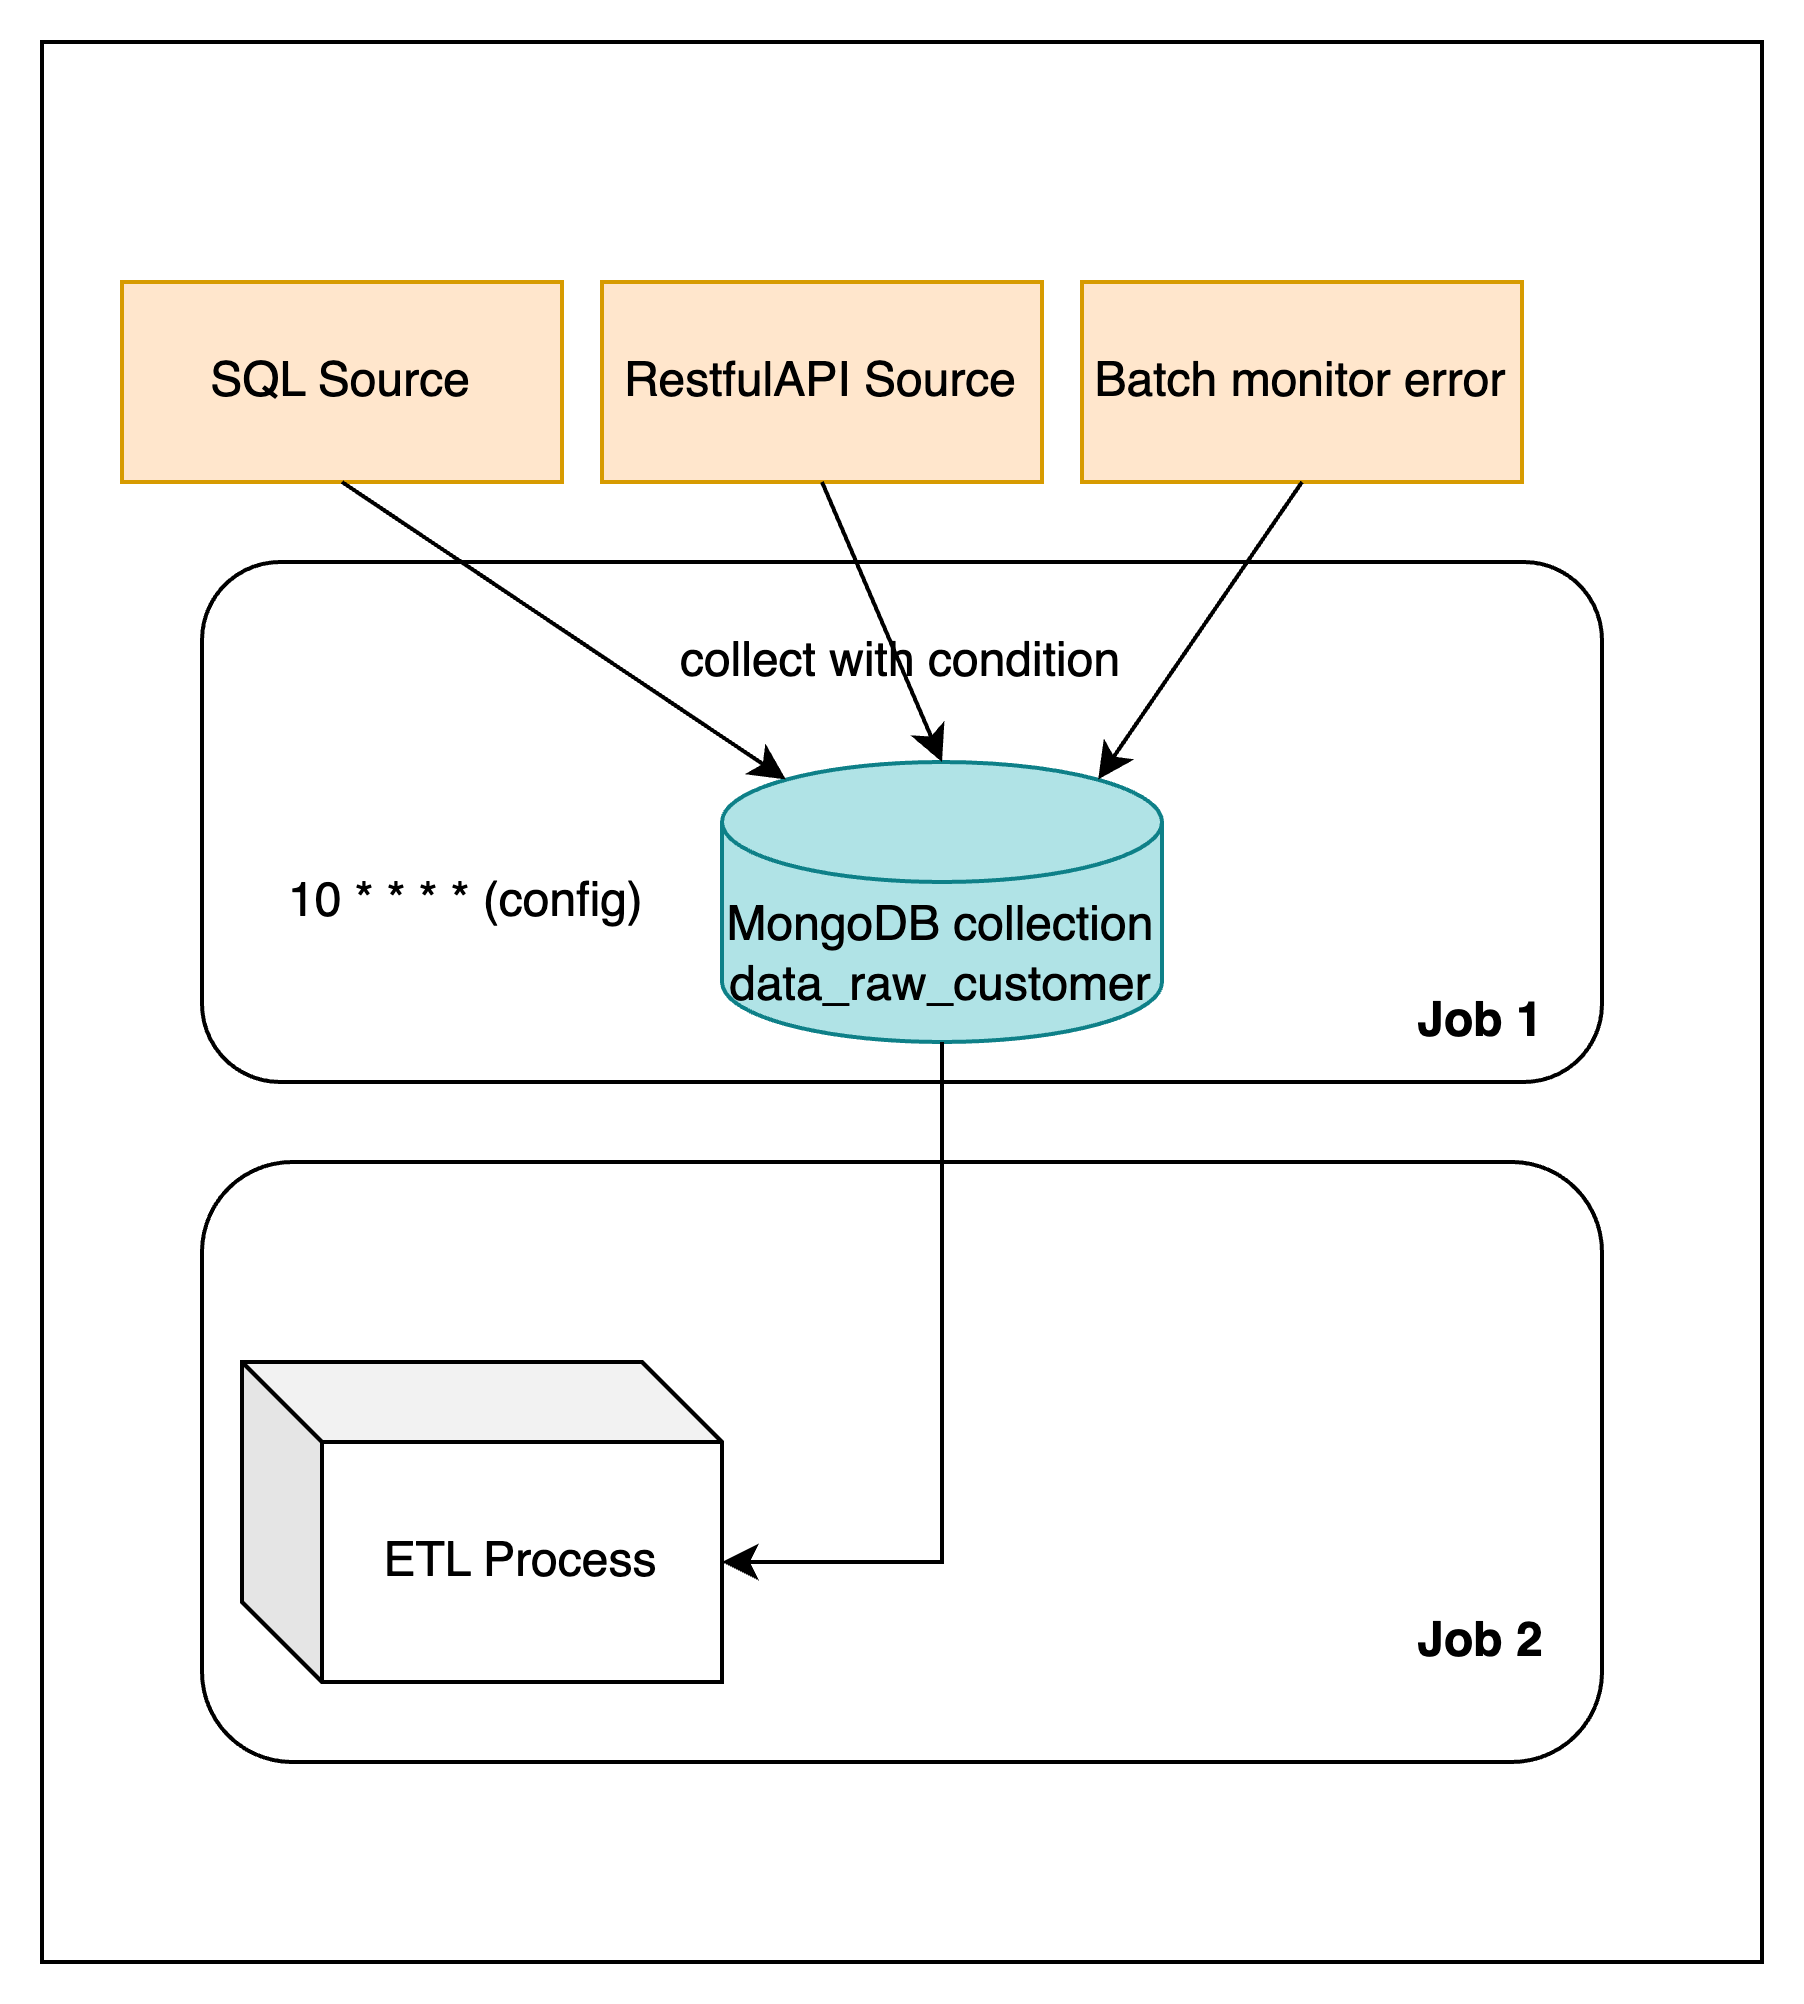 SQL Source
RestfulAPI Source
Batch monitor error
collect with condition
10 * * * * (config)
MongoDB collection
data_raw_customer
Job 1
ETL Process
Job 2